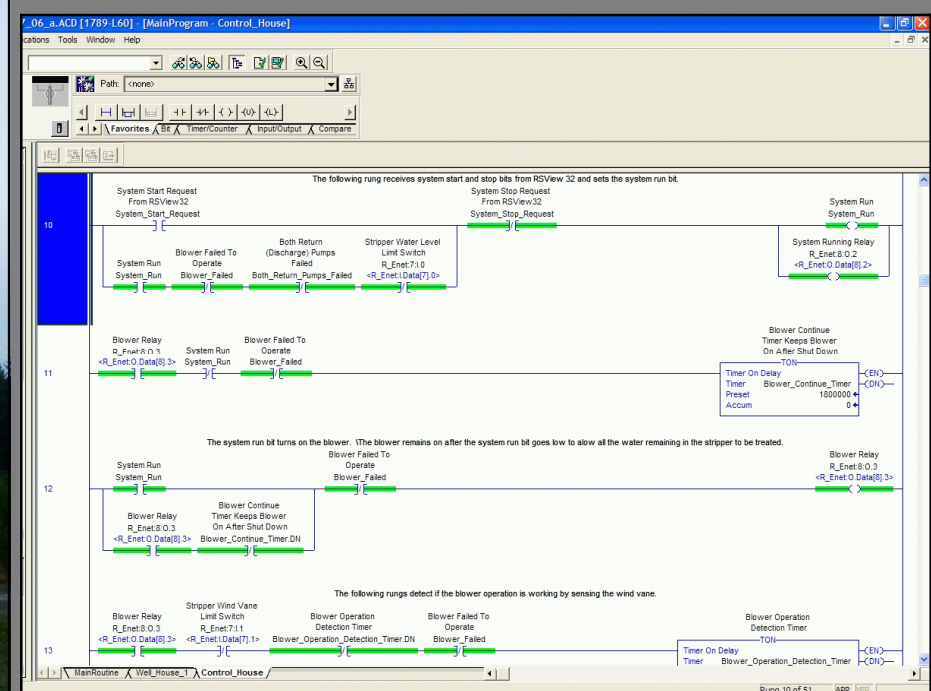 7_06_a.ACD [1789-L60] - [MainProgram - Control_House]
cations Tools Window Help
Path: <none>
Favorites Bit Timer/Counter Input/Output Compare
The following rung receives system start and stop bits from RSView 32 and sets the system run bit.
10
System Start Request
From RSView32
System_Start_Request
System Stop Request
From RSView32
System_Stop_Request
System Run
System_Run
System Run
System_Run
Blower Failed To
Operate
Blower_Failed
Both Return
(Discharge) Pumps
Failed
Both_Return_Pumps_Failed
Stripper Water Level
Limit Switch
R_Enet:7:I.0
<R_Enet:I.Data[7].0>
System Running Relay
R_Enet:8:O.2
<R_Enet:O.Data[8].2>
11
Blower Relay
R_Enet:8:O.3
<R_Enet:O.Data[8].3>
System Run
System_Run
Blower Failed To
Operate
Blower_Failed
Blower Continue
Timer Keeps Blower
On After Shut Down
TON
Timer On Delay
Timer Blower_Continue_Timer
Preset 1800000
Accum 0
(EN)
(DN)
The system run bit turns on the blower. \The blower remains on after the system run bit goes low to alow all the water remaining in the stripper to be treated.
12
System Run
System_Run
Blower Failed To
Operate
Blower_Failed
Blower Relay
R_Enet:8:O.3
<R_Enet:O.Data[8].3>
Blower Relay
R_Enet:8:O.3
<R_Enet:O.Data[8].3>
Blower Continue
Timer Keeps Blower
On After Shut Down
Blower_Continue_Timer.DN
The following rungs detect if the blower operation is working by sensing the wind vane.
13
Blower Relay
R_Enet:8:O.3
<R_Enet:O.Data[8].3>
Stripper Wind Vane
Limit Switch
R_Enet:7:I.1
<R_Enet:I.Data[7].1>
Blower Operation
Detection Timer
Blower_Operation_Detection_Timer.DN
Blower Failed To
Operate
Blower_Failed
Blower Operation
Detection Timer
TON
Timer On Delay
Timer Blower_Operation_Detection_Timer
(EN)
(DN)
MainRoutine Well_House_1 Control_House
Rung 10 of 51 APP VER